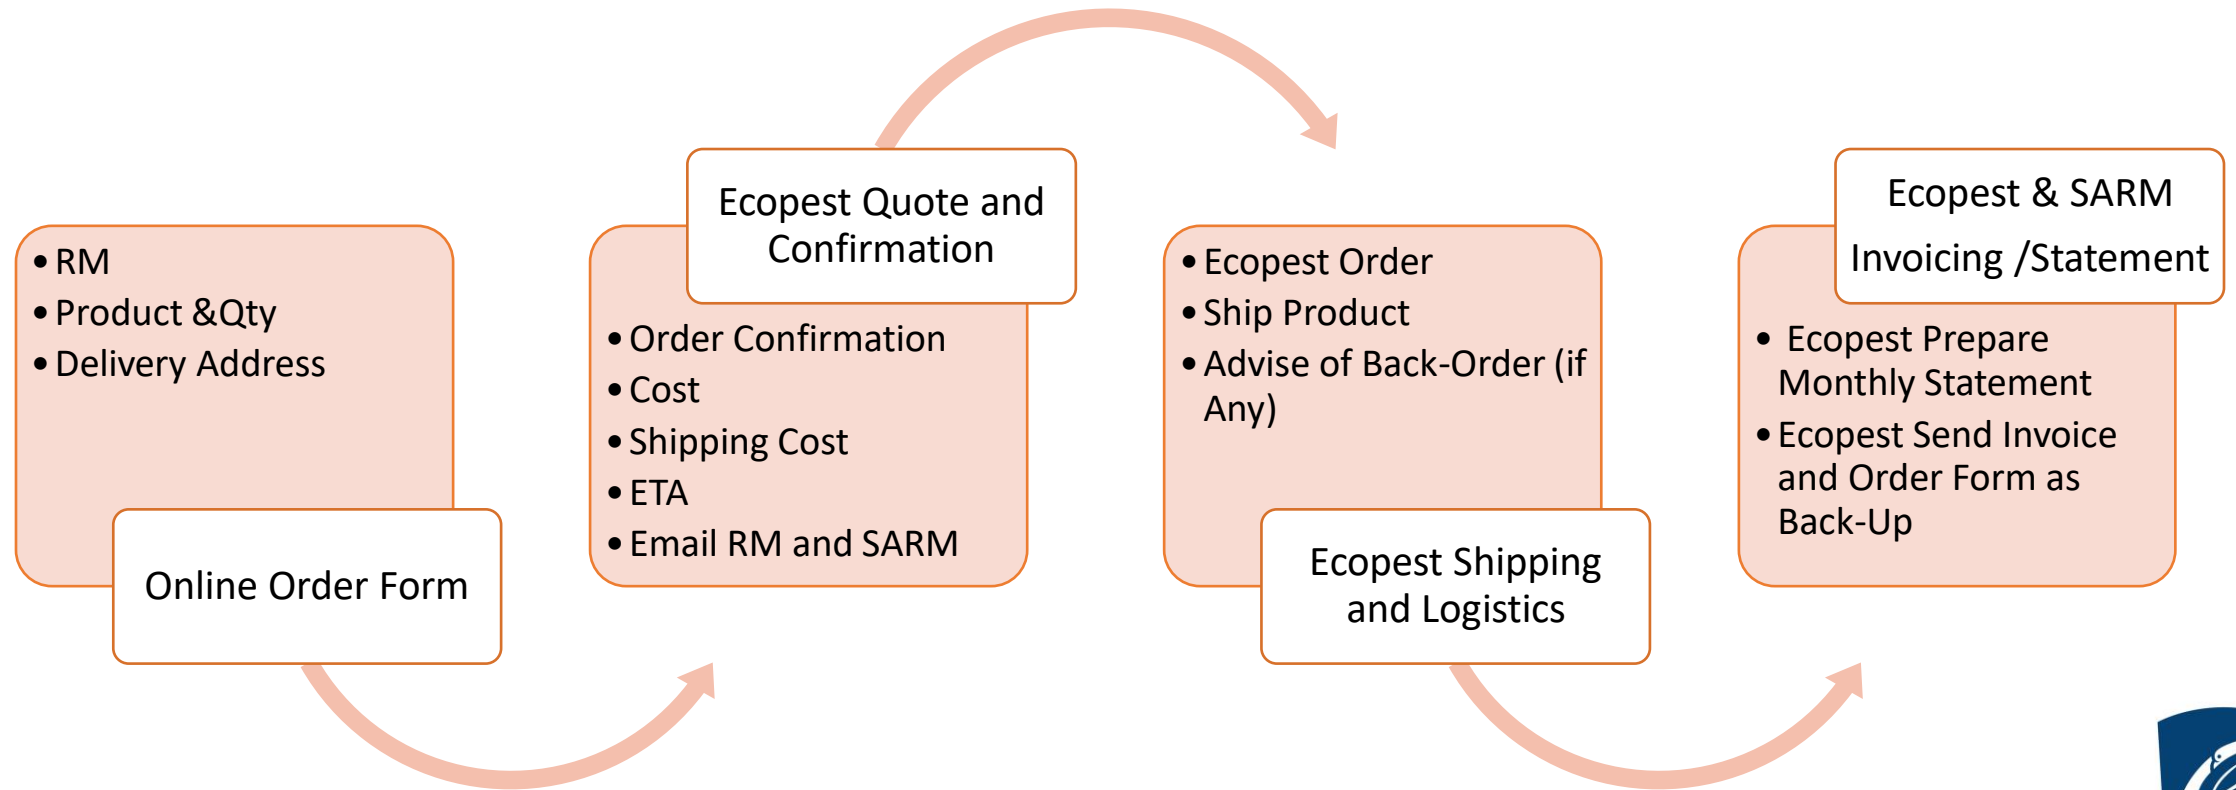 • RM
• Product &Qty
• Delivery Address
Online Order Form
Ecopest Quote and
Confirmation
• Order Confirmation
• Cost
• Shipping Cost
• ETA
• Email RM and SARM
• Ecopest Order
• Ship Product
• Advise of Back-Order (if
Any)
Ecopest Shipping
and Logistics
Ecopest & SARM
Invoicing /Statement
• Ecopest Prepare
Monthly Statement
• Ecopest Send Invoice
and Order Form as
Back-Up